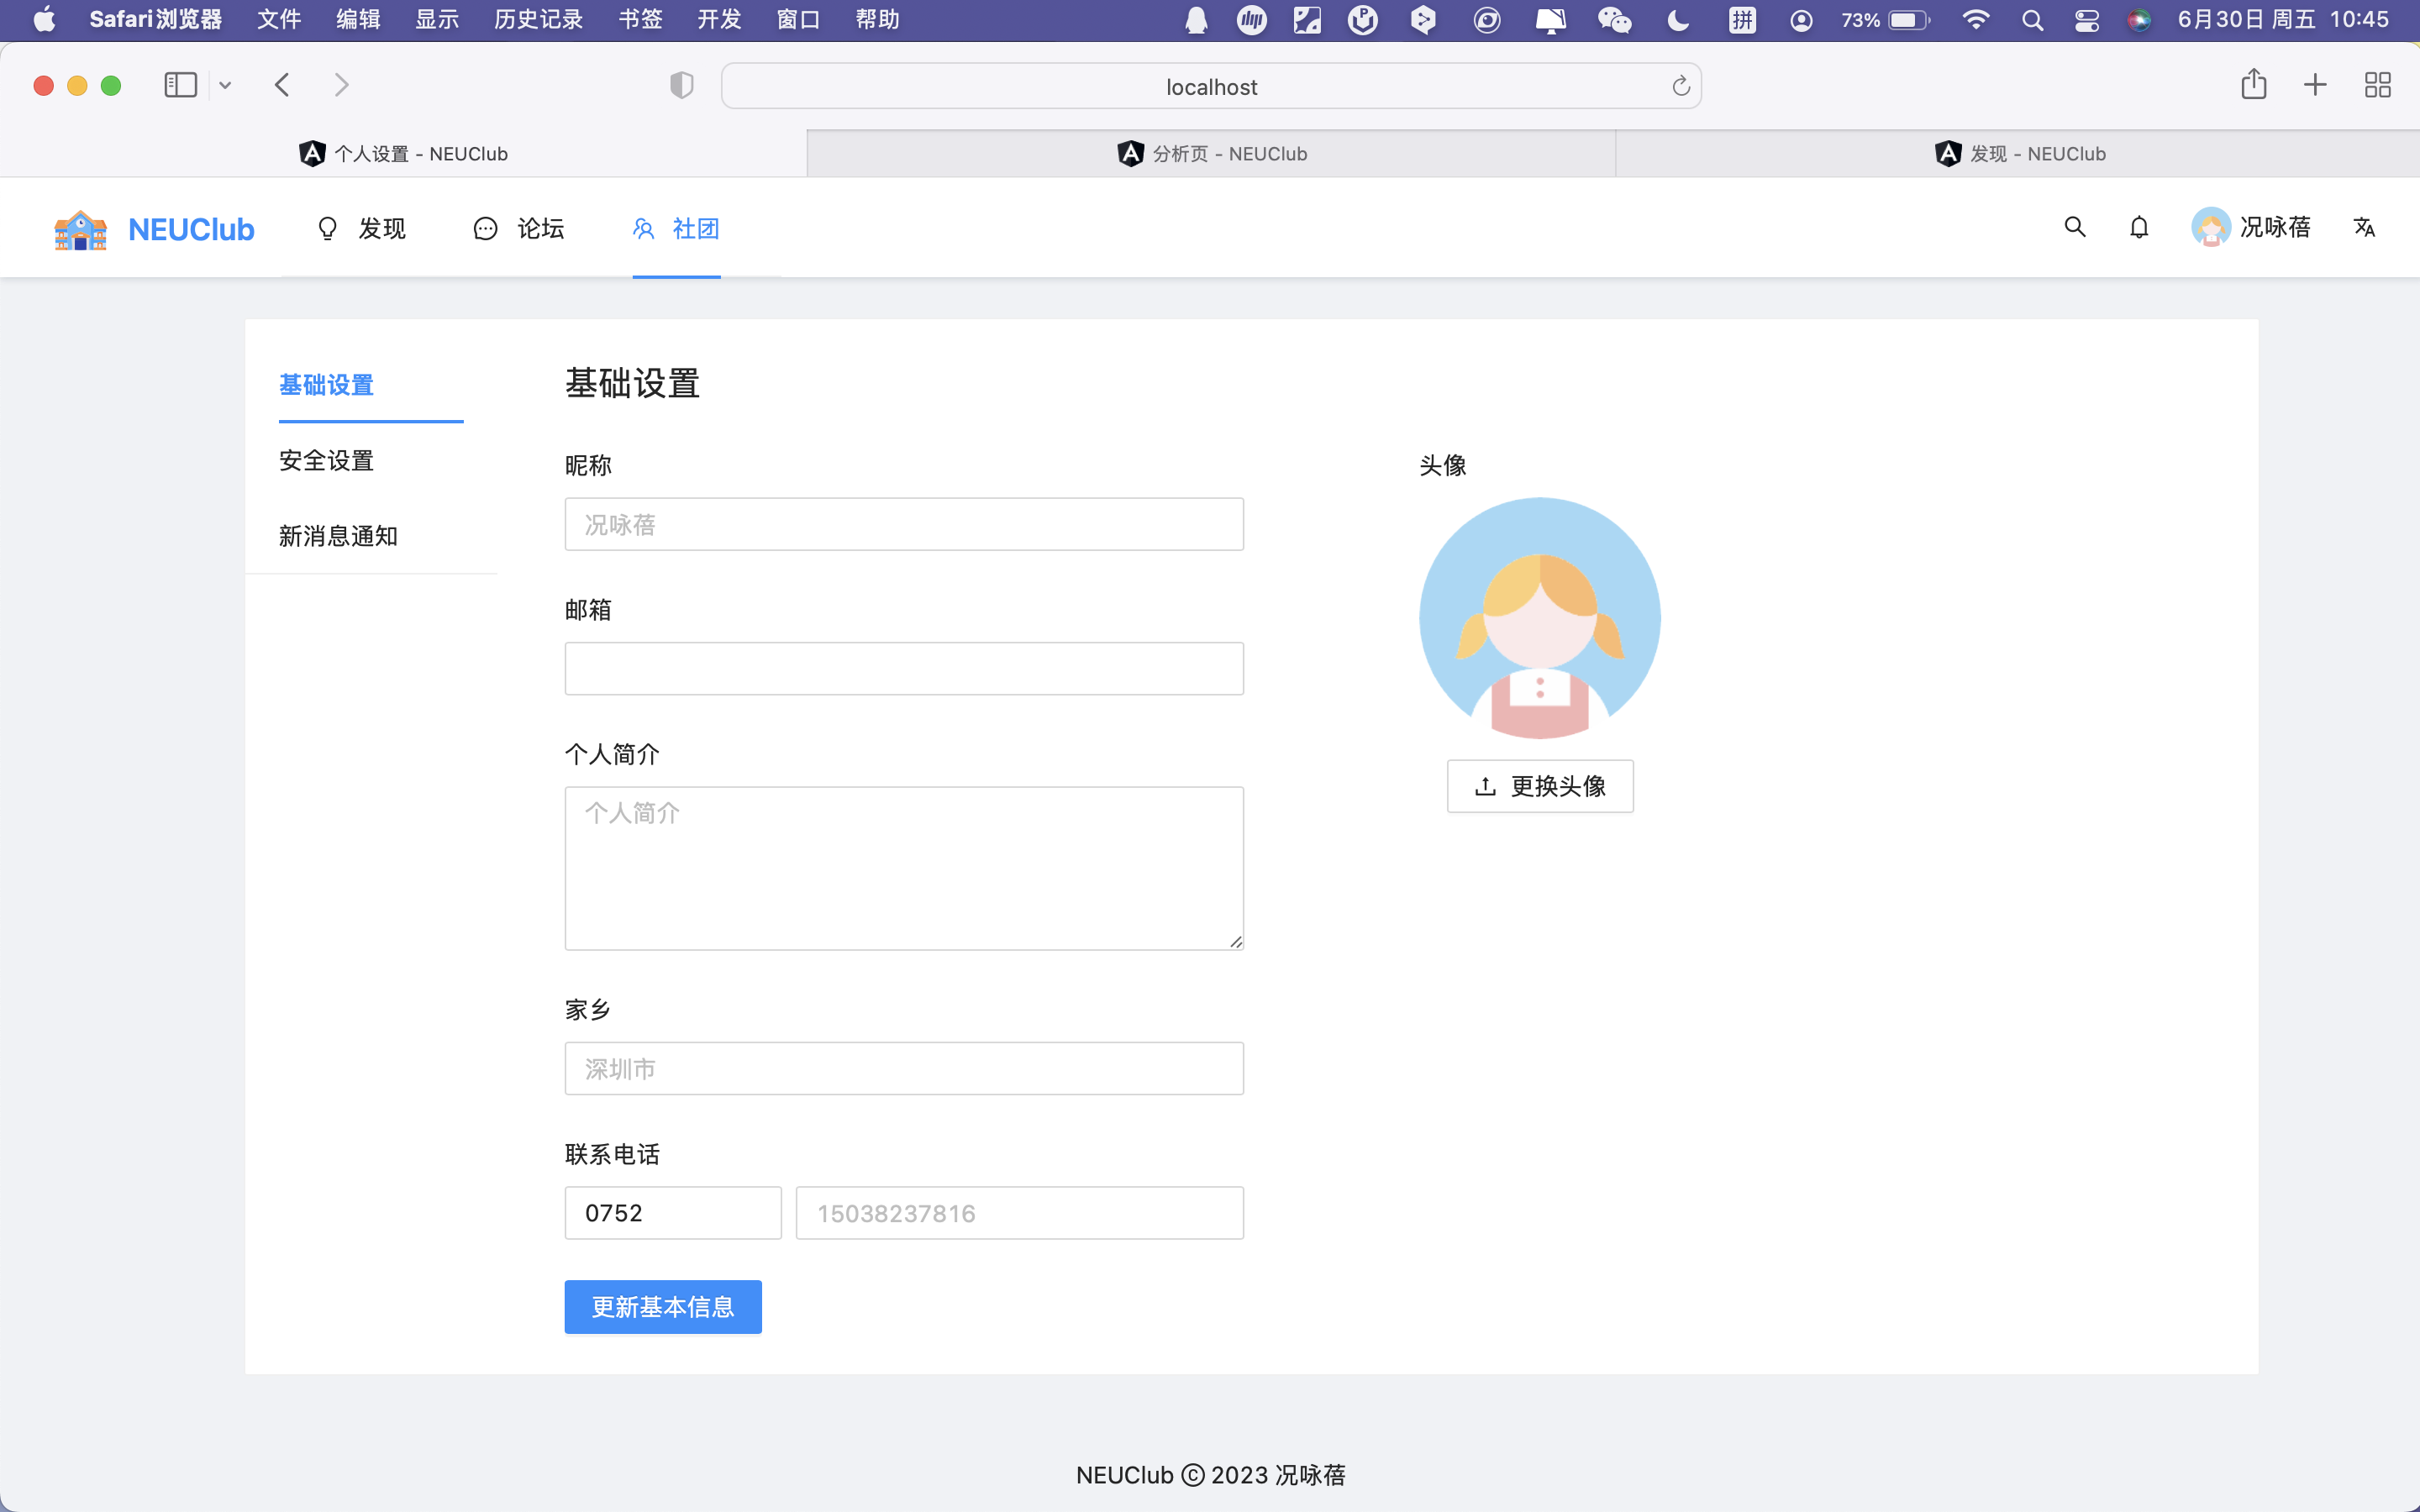 Safari浏览器 文件 编辑 显示 历史记录 书签 开发 窗口 帮助 拼 73% 6月30日 周五 10:45
localhost
个人设置 - NEUClub 分析页 - NEUClub 发现 - NEUClub
NEUClub 发现 论坛 社团 况咏蓓
基础设置
安全设置
新消息通知
基础设置
昵称
况咏蓓
邮箱
个人简介
个人简介
家乡
深圳市
联系电话
0752 15038237816
更新基本信息
头像
更换头像
NEUClub © 2023 况咏蓓